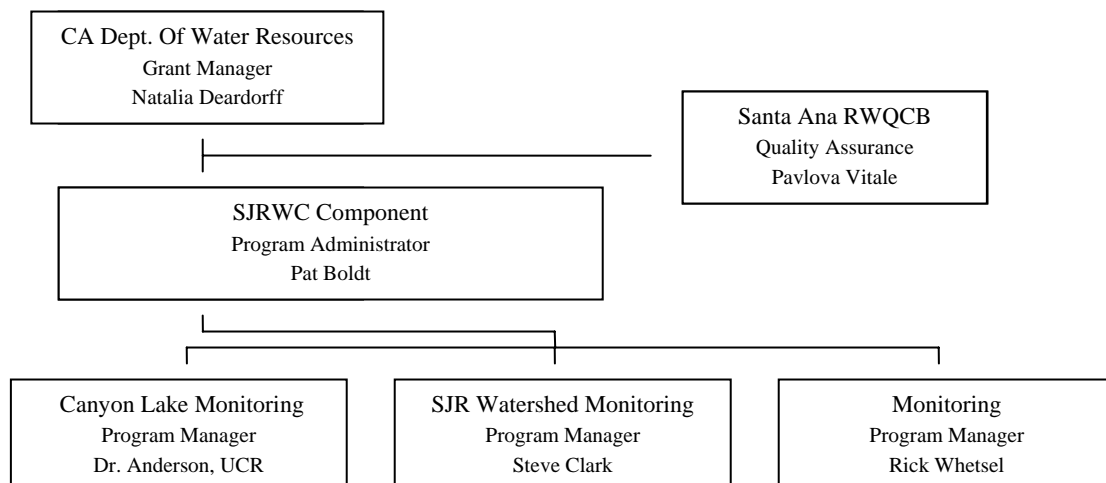 CA Dept. Of Water Resources
Grant Manager
Natalia Deardorff
Santa Ana RWQCB
Quality Assurance
Pavlova Vitale
SJRWC Component
Program Administrator
Pat Boldt
Canyon Lake Monitoring
Program Manager
Dr. Anderson, UCR
SJR Watershed Monitoring
Program Manager
Steve Clark
Monitoring
Program Manager
Rick Whetsel